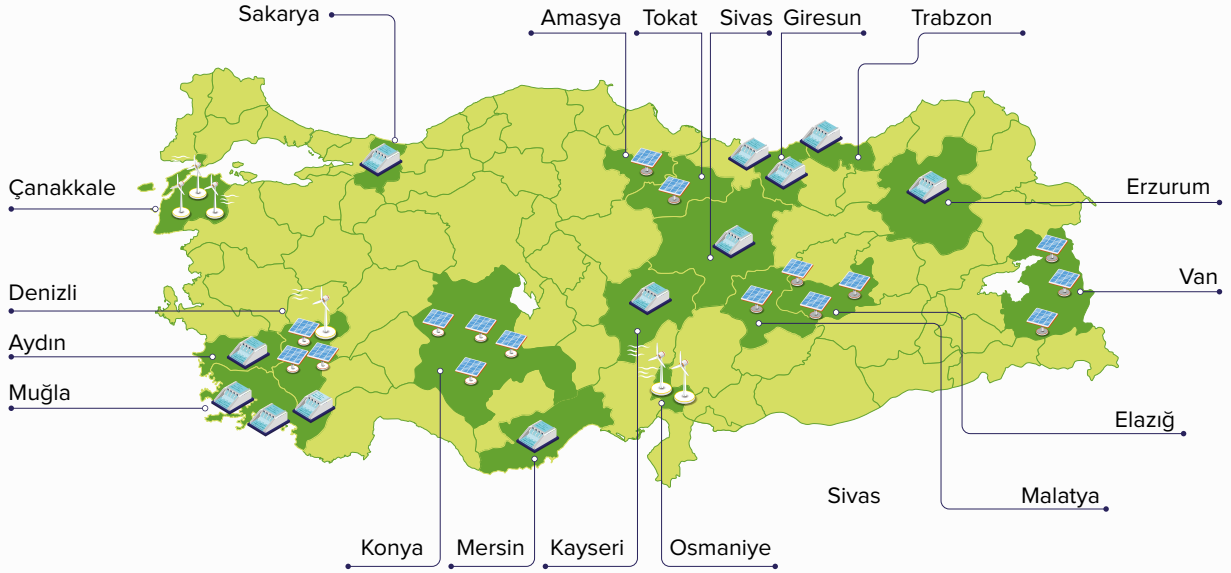 Sakarya
Amasya
Tokat
Sivas
Giresun
Trabzon
Çanakkale
Erzurum
Denizli
Van
Aydın
Muğla
Elazığ
Sivas
Malatya
Konya
Mersin
Kayseri
Osmaniye